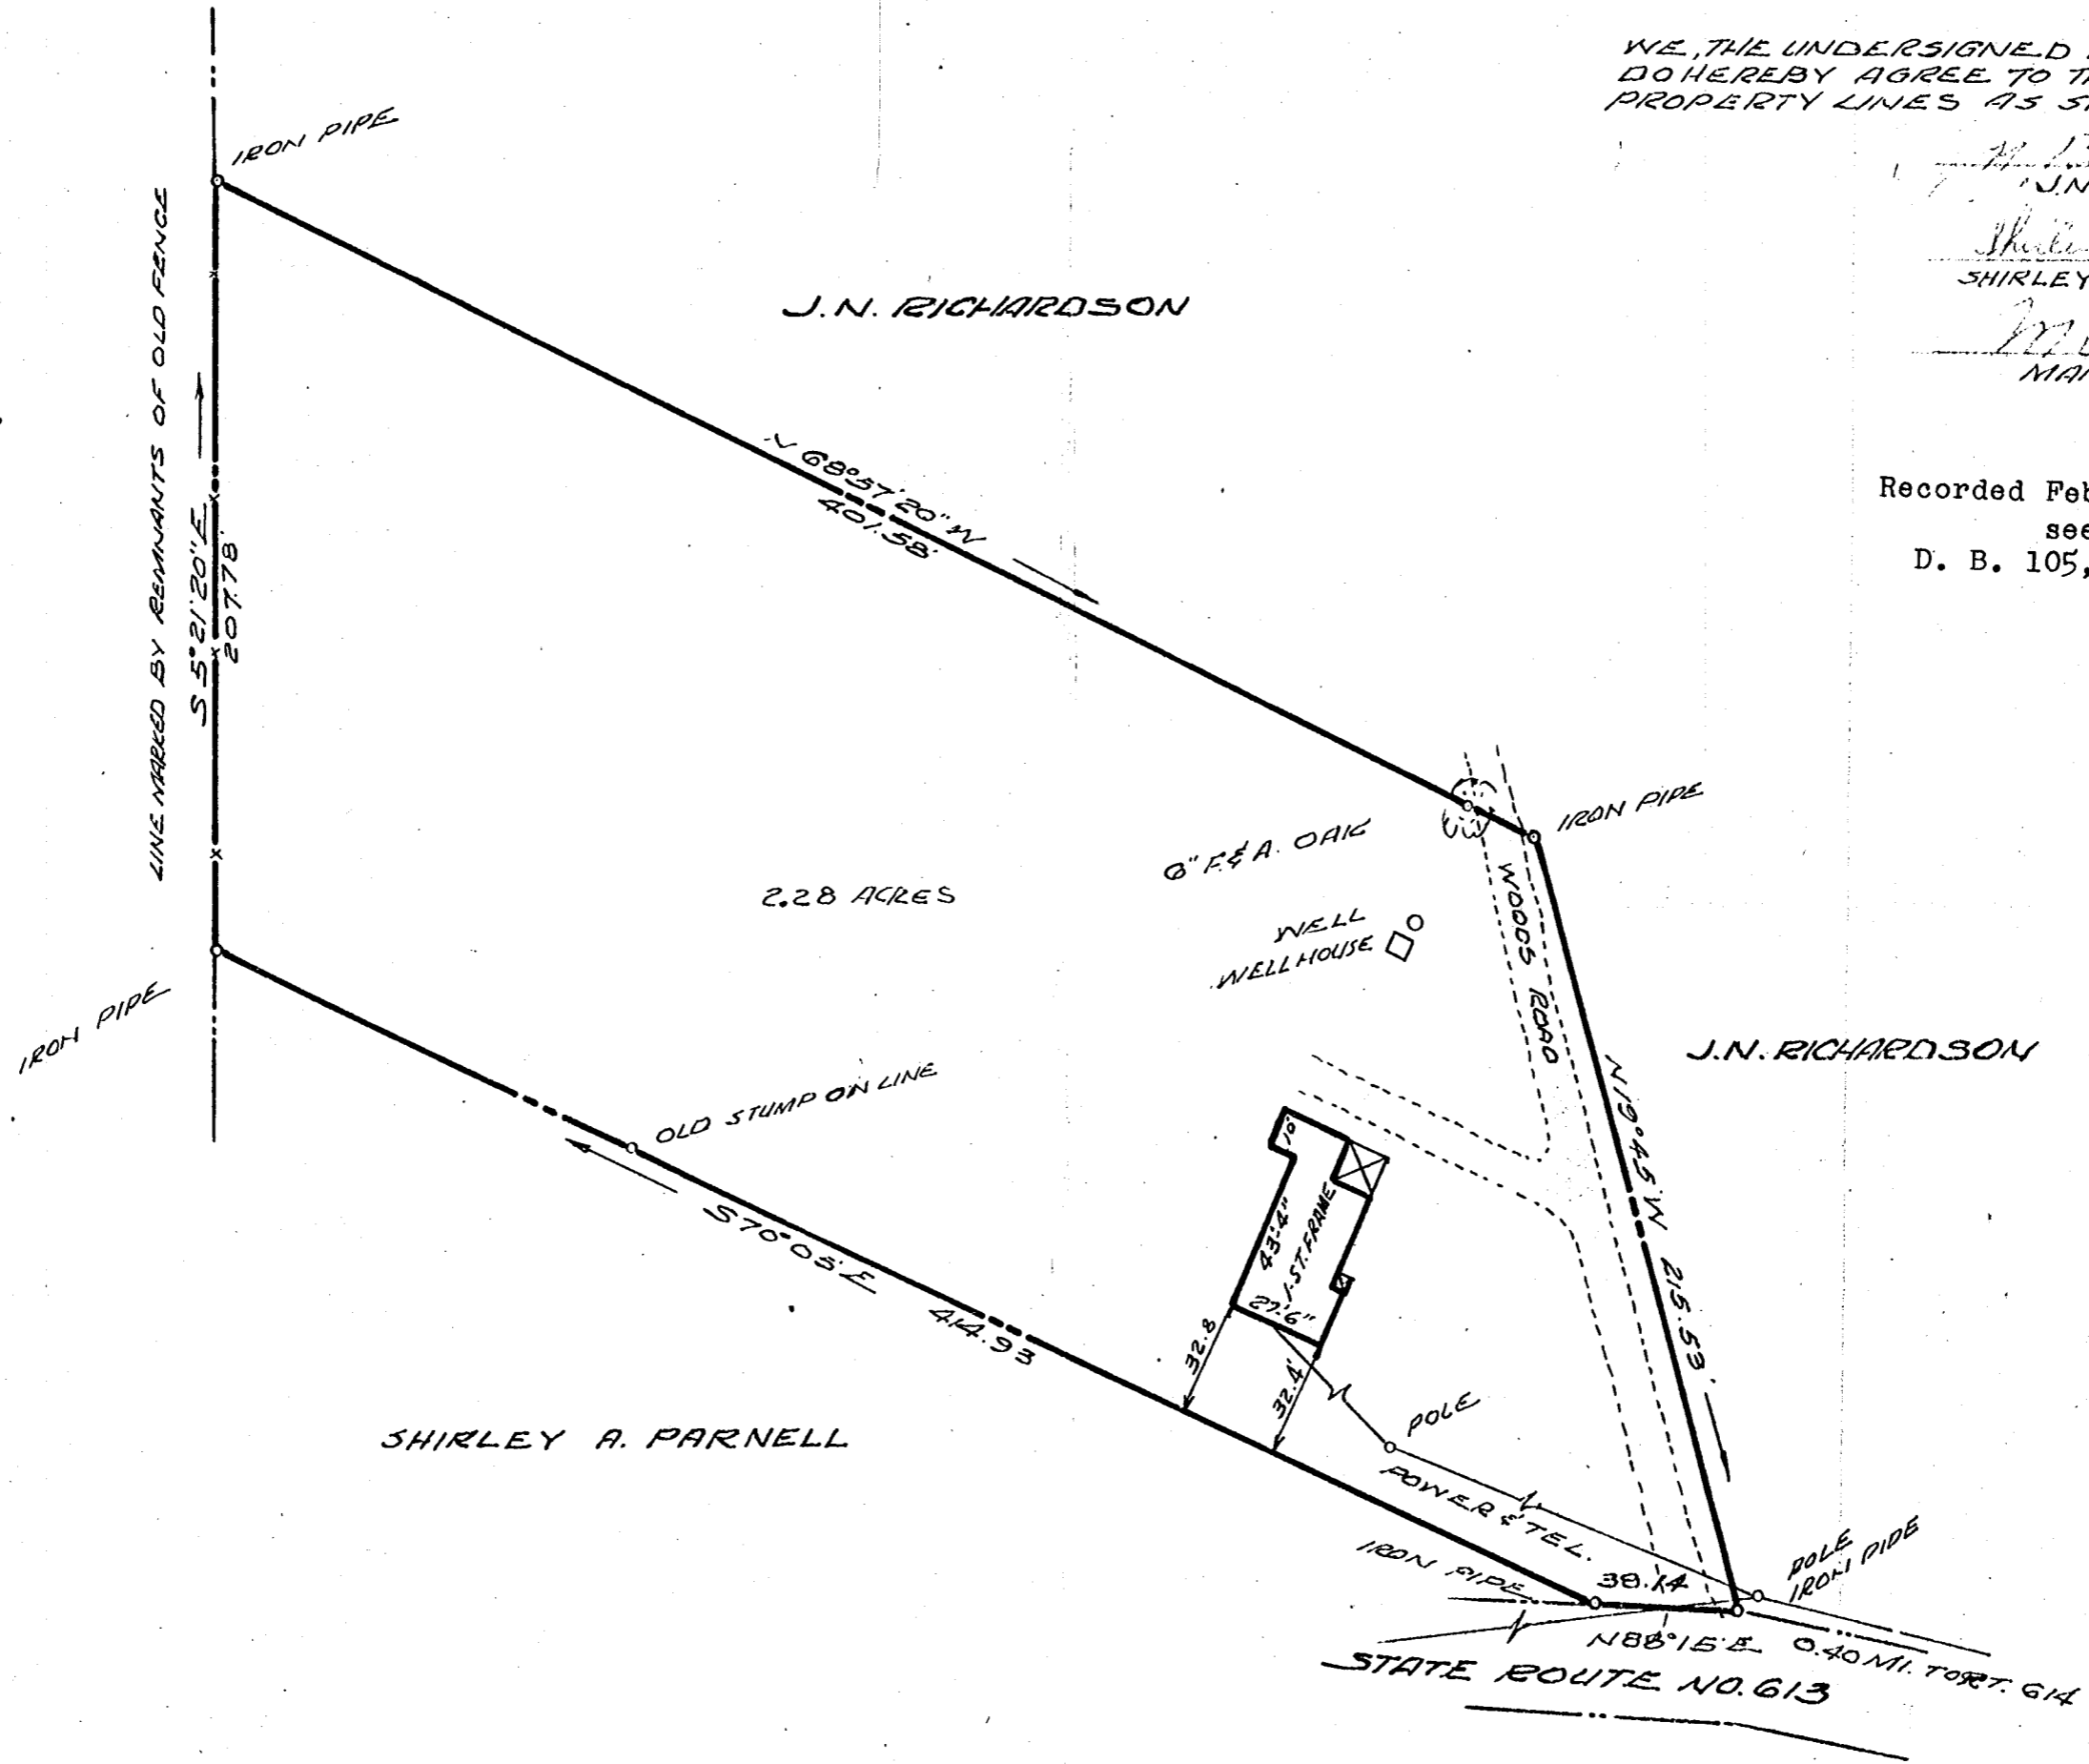 WE, THE UNDERSIGNED
DO HEREBY AGREE TO
PROPERTY LINES AS
J.N.
SHIRLEY
Recorded Feb
see
D. B. 105,
IRON PIPE
LINE MARKED BY REMNANTS OF OLD FENCE
S 5° 21' 20" E
207.78'
J.N. RICHARDSON
N 68° 57' 20" W
401.58'
IRON PIPE
6" F.& A. OAK
2.28 ACRES
WELL
WELL HOUSE
WOODS ROAD
IRON PIPE
J.N. RICHARDSON
N 19° 45' W 215.53'
OLD STUMP ON LINE
S 70° 03' E 414.93
10'
43'-4"
1-ST. FRAME
27'-6"
32.8
32.4'
SHIRLEY A. PARNELL
POLE
POWER & TEL.
IRON PIPE
38.14
POLE
IRON PIPE
N 88° 15' E 0.40 MI. TO RT. 614
STATE ROUTE NO. 613